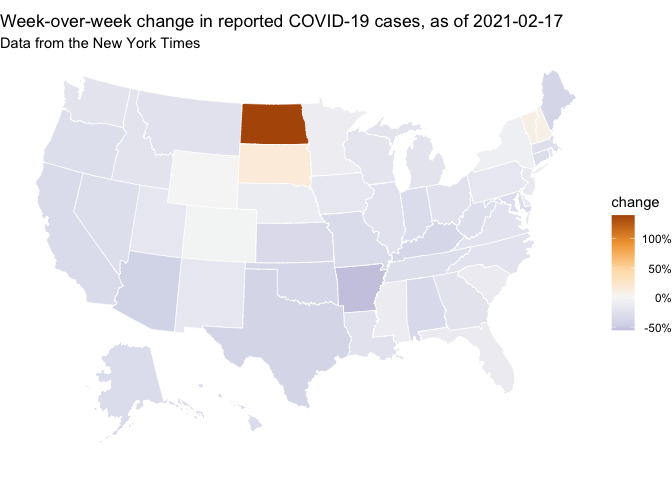 Week-over-week change in reported COVID-19 cases, as of 2021-02-17
Data from the New York Times
change
100%
50%
0%
-50%